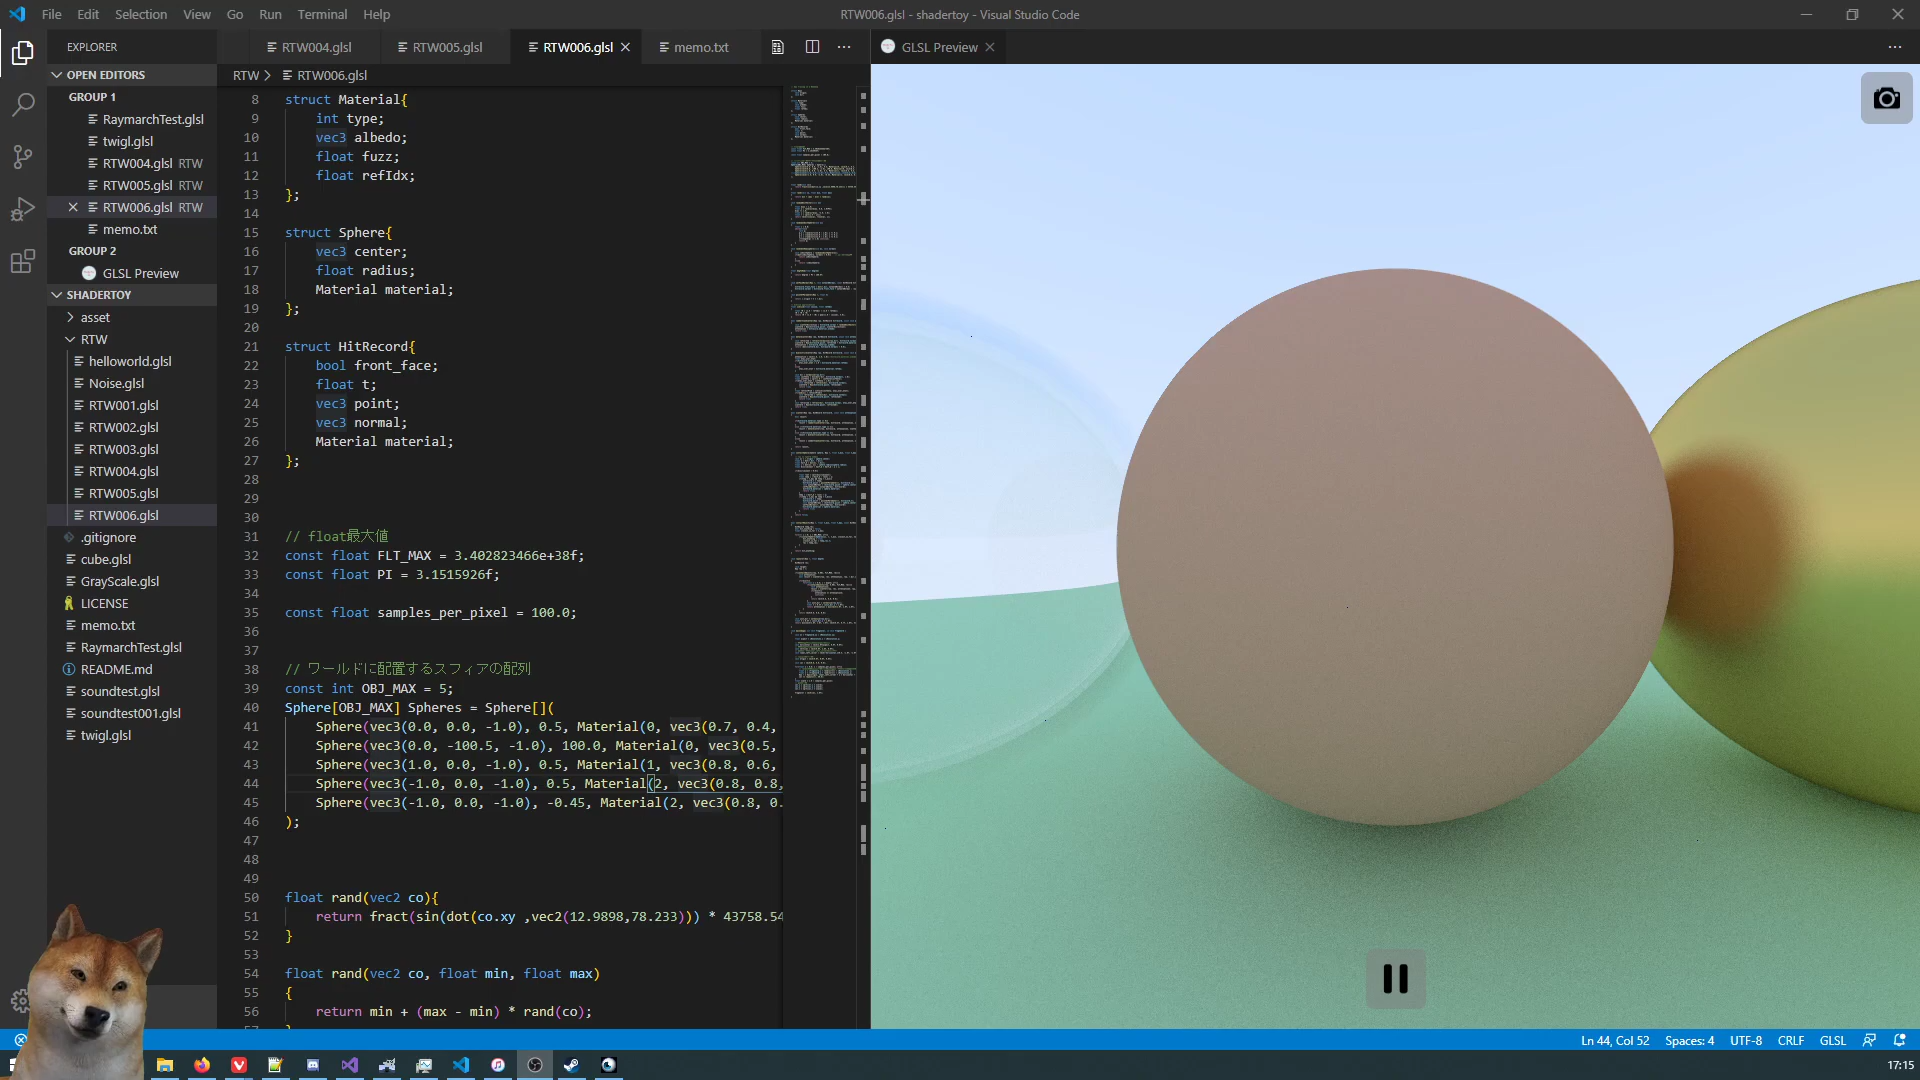 File Edit Selection View Go Run Terminal Help
RTW006.glsl - shadertoy - Visual Studio Code
EXPLORER
OPEN EDITORS
GROUP 1
RaymarchTest.glsl
twigl.glsl
RTW004.glsl RTW
RTW005.glsl RTW
RTW006.glsl RTW
memo.txt
GROUP 2
GLSL Preview
SHADERTOY
asset
RTW
helloworld.glsl
Noise.glsl
RTW001.glsl
RTW002.glsl
RTW003.glsl
RTW004.glsl
RTW005.glsl
RTW006.glsl
.gitignore
cube.glsl
GrayScale.glsl
LICENSE
memo.txt
RaymarchTest.glsl
README.md
soundtest.glsl
soundtest001.glsl
twigl.glsl
RTW004.glsl RTW005.glsl RTW006.glsl memo.txt
RTW > RTW006.glsl
8 struct Material{
9 int type;
10 vec3 albedo;
11 float fuzz;
12 float refIdx;
13 };
14
15 struct Sphere{
16 vec3 center;
17 float radius;
18 Material material;
19 };
20
21 struct HitRecord{
22 bool front_face;
23 float t;
24 vec3 point;
25 vec3 normal;
26 Material material;
27 };
28
29
30
31 // float最大値
32 const float FLT_MAX = 3.402823466e+38f;
33 const float PI = 3.1515926f;
34
35 const float samples_per_pixel = 100.0;
36
37
38 // ワールドに配置するスフィアの配列
39 const int OBJ_MAX = 5;
40 Sphere[OBJ_MAX] Spheres = Sphere[](
41 Sphere(vec3(0.0, 0.0, -1.0), 0.5, Material(0, vec3(0.7, 0.4,
42 Sphere(vec3(0.0, -100.5, -1.0), 100.0, Material(0, vec3(0.5,
43 Sphere(vec3(1.0, 0.0, -1.0), 0.5, Material(1, vec3(0.8, 0.6,
44 Sphere(vec3(-1.0, 0.0, -1.0), 0.5, Material(2, vec3(0.8, 0.8,
45 Sphere(vec3(-1.0, 0.0, -1.0), -0.45, Material(2, vec3(0.8, 0.
46 );
47
48
49
50 float rand(vec2 co){
51 return fract(sin(dot(co.xy ,vec2(12.9898,78.233))) * 43758.54
52 }
53
54 float rand(vec2 co, float min, float max)
55 {
56 return min + (max - min) * rand(co);
GLSL Preview
Ln 44, Col 52 Spaces: 4 UTF-8 CRLF GLSL
17:15